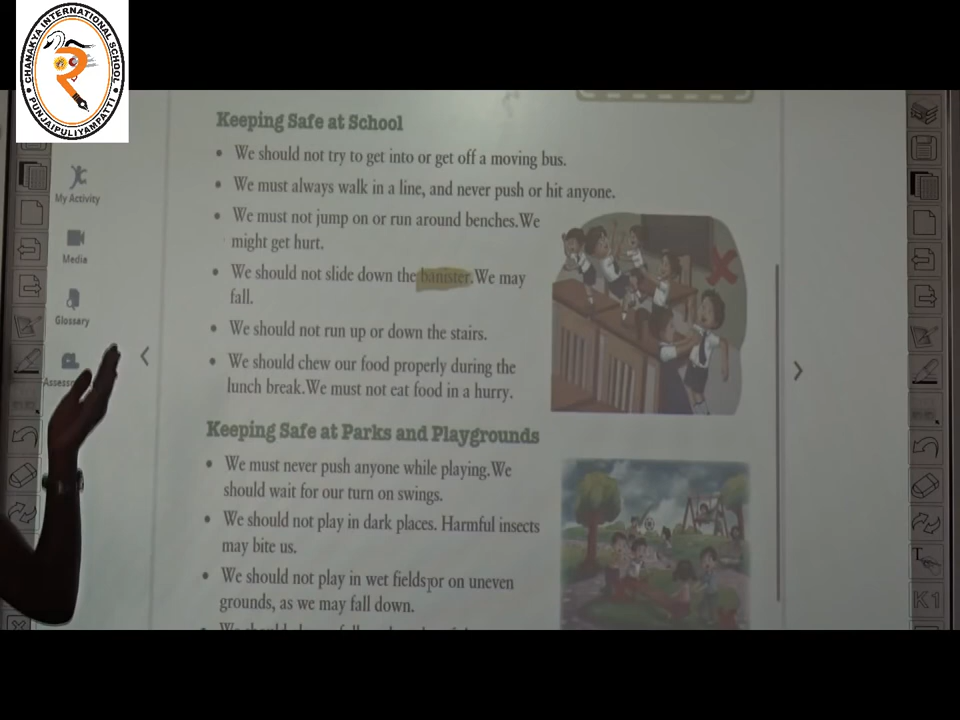 CHANAKYA INTERNATIONAL SCHOOL
PUNJAIPULIYAMPATTI
My Activity
Media
Glossary
Keeping Safe at School
• We should not try to get into or get off a moving bus.
• We must always walk in a line, and never push or hit anyone.
• We must not jump on or run around benches. We
might get hurt.
• We should not slide down the banister. We may
fall.
• We should not run up or down the stairs.
• We should chew our food properly during the
lunch break. We must not eat food in a hurry.
Keeping Safe at Parks and Playgrounds
• We must never push anyone while playing. We
should wait for our turn on swings.
• We should not play in dark places. Harmful insects
may bite us.
• We should not play in wet fields or on uneven
grounds, as we may fall down.
T
K1